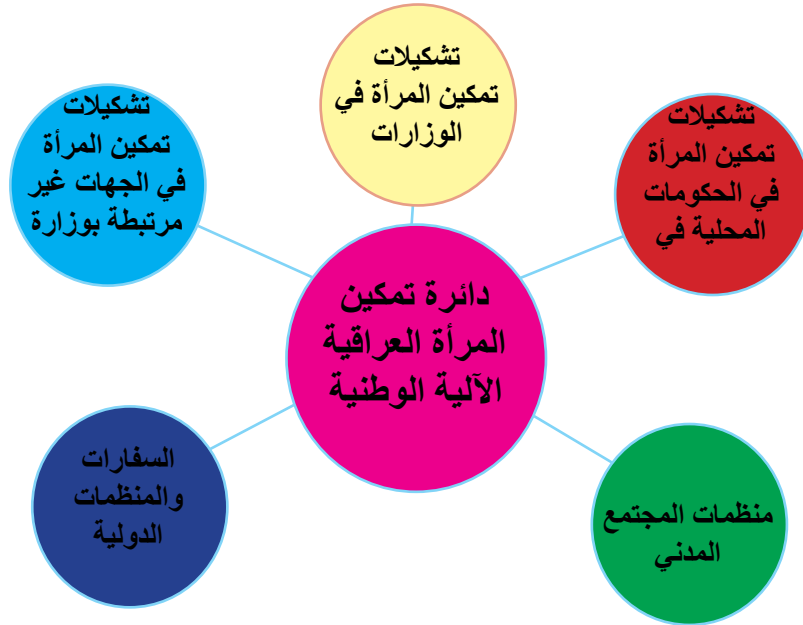 تشكيلات
تمكين المرأة في
الوزارات
تشكيلات
تمكين المرأة
في الحكومات
المحلية في
تشكيلات
تمكين المرأة
في الجهات غير
مرتبطة بوزارة
دائرة تمكين
المرأة العراقية
الآلية الوطنية
منظمات المجتمع
المدني
السفارات
والمنظمات
الدولية